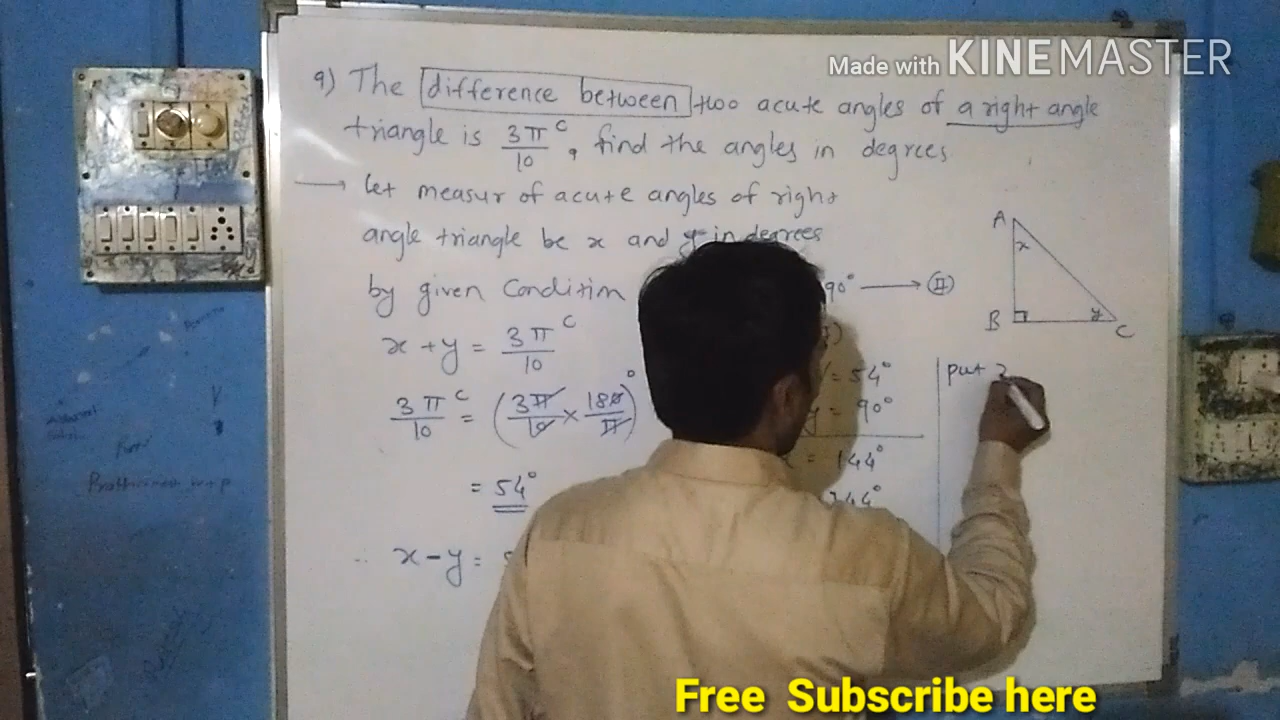 Made with KINEMASTER
9) The difference between two acute angles of a right angle
triangle is 3π/10 ᶜ, find the angles in degrees
→ let measur of acute angles of right
angle triangle be x and y in degrees
by given Condition
90° → (II)
x + y = 3π/10 ᶜ
3π/10 ᶜ = (3π/10 × 180/π)°
= 54°
∴ x - y =
= 54°
y = 90°
= 144°
144°
put
A
x
B
y
C
Free Subscribe here